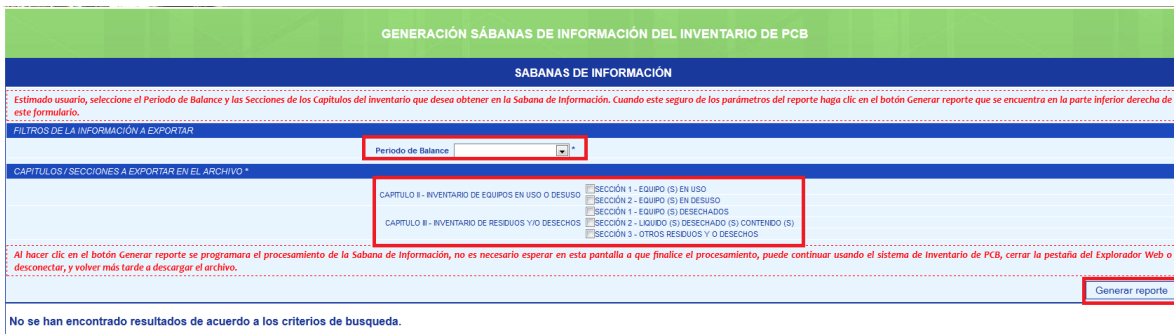 GENERACIÓN SÁBANAS DE INFORMACIÓN DEL INVENTARIO DE PCB
SABANAS DE INFORMACIÓN
Estimado usuario, seleccione el Periodo de Balance y las Secciones de los Capitulos del inventario que desea obtener en la Sabana de Información. Cuando este seguro de los parámetros del reporte haga clic en el botón Generar reporte que se encuentra en la parte inferior derecha de
este formulario.
FILTROS DE LA INFORMACIÓN A EXPORTAR
Periodo de Balance *
CAPITULOS / SECCIONES A EXPORTAR EN EL ARCHIVO *
SECCIÓN 1 - EQUIPO (S) EN USO
CAPITULO II - INVENTARIO DE EQUIPOS EN USO O DESUSO
SECCIÓN 2 - EQUIPO (S) EN DESUSO
SECCIÓN 1 - EQUIPO (S) DESECHADOS
CAPITULO III - INVENTARIO DE RESIDUOS Y/O DESECHOS SECCIÓN 2 - LIQUIDO (S) DESECHADO (S) CONTENIDO (S)
SECCIÓN 3 - OTROS RESIDUOS Y O DESECHOS
Al hacer clic en el botón Generar reporte se programara el procesamiento de la Sabana de Información, no es necesario esperar en esta pantalla a que finalice el procesamiento, puede continuar usando el sistema de Inventario de PCB, cerrar la pestaña del Explorador Web o
desconectar, y volver más tarde a descargar el archivo.
Generar reporte
No se han encontrado resultados de acuerdo a los criterios de busqueda.